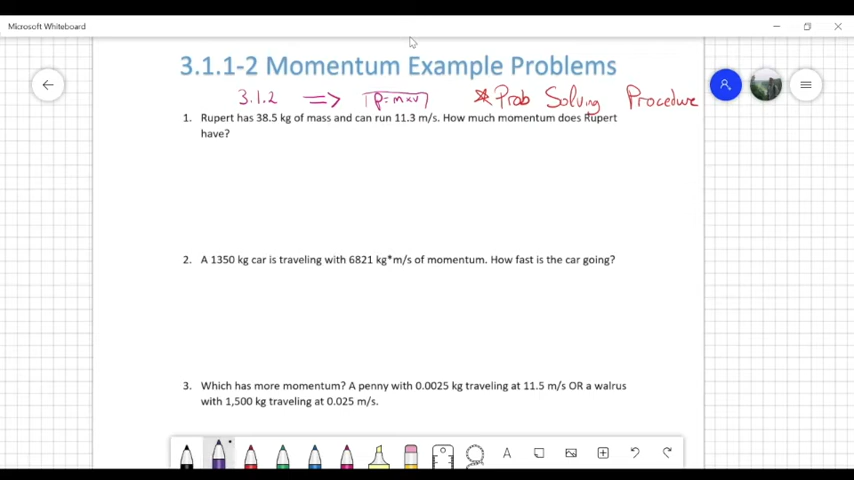 Microsoft Whiteboard
3.1.1-2 Momentum Example Problems
3.1.2 => p=mxv *Prob Solving Procedure
1. Rupert has 38.5 kg of mass and can run 11.3 m/s. How much momentum does Rupert
have?
2. A 1350 kg car is traveling with 6821 kg*m/s of momentum. How fast is the car going?
3. Which has more momentum? A penny with 0.0025 kg traveling at 11.5 m/s OR a walrus
with 1,500 kg traveling at 0.025 m/s.
A